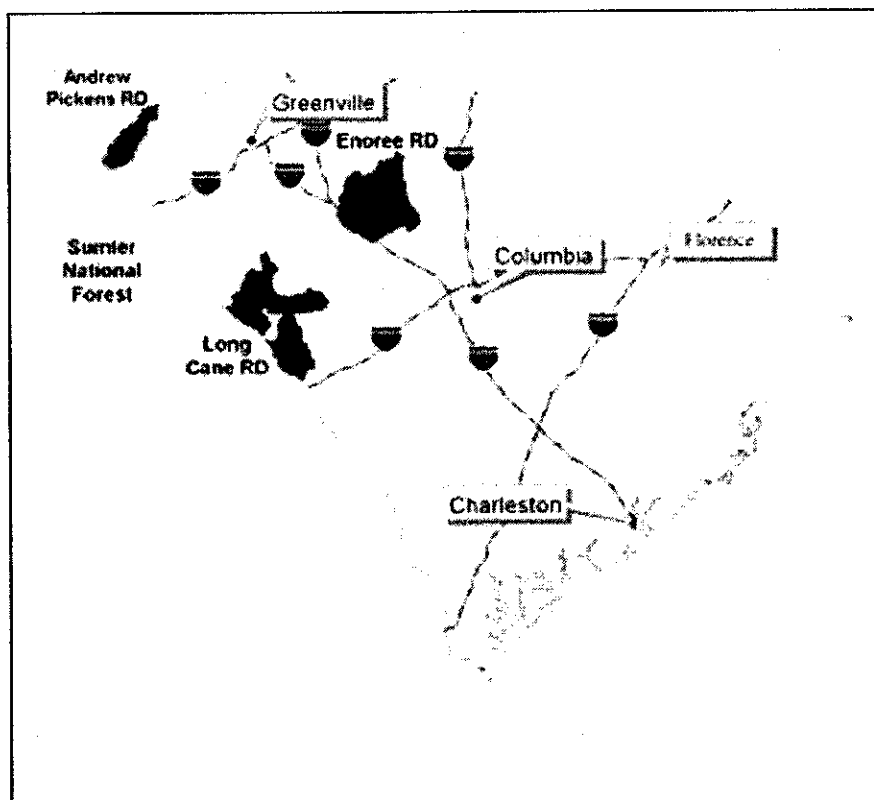 Andrew
Pickens RD
Greenville
Enoree RD
Sumter
National
Forest
Columbia
Florence
Long
Cane RD
Charleston